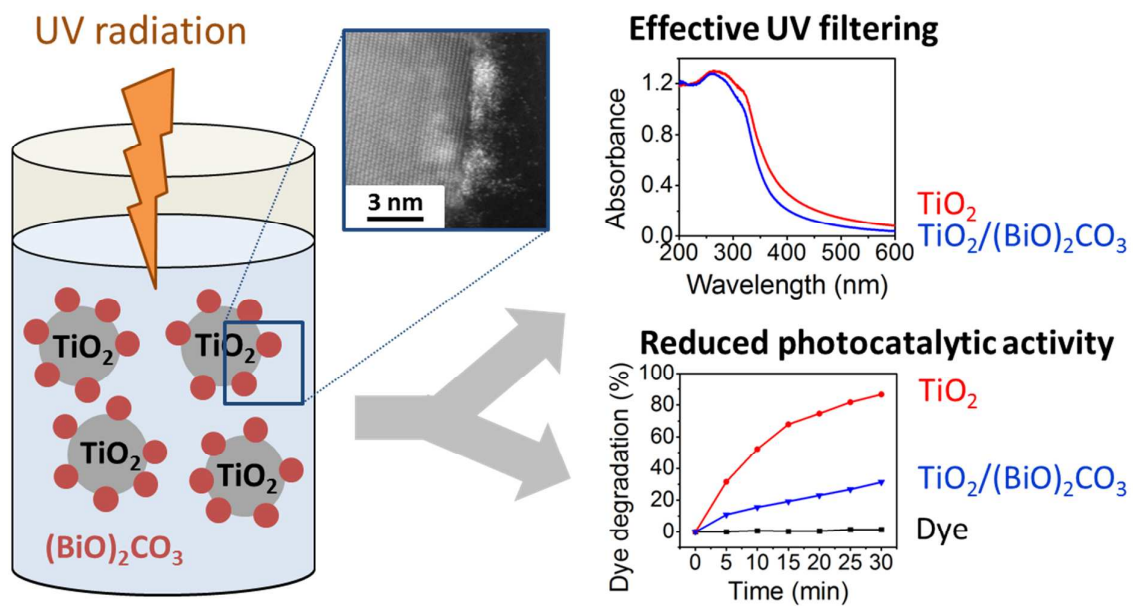 UV radiation
3 nm
TiO₂
TiO₂
TiO₂
TiO₂
(BiO)₂CO₃
Effective UV filtering
Absorbance
1.2
0.8
0.4
0.0
200 300 400 500 600
Wavelength (nm)
TiO₂
TiO₂/(BiO)₂CO₃
Reduced photocatalytic activity
Dye degradation (%)
100
80
60
40
20
0
0 5 10 15 20 25 30
Time (min)
TiO₂
TiO₂/(BiO)₂CO₃
Dye